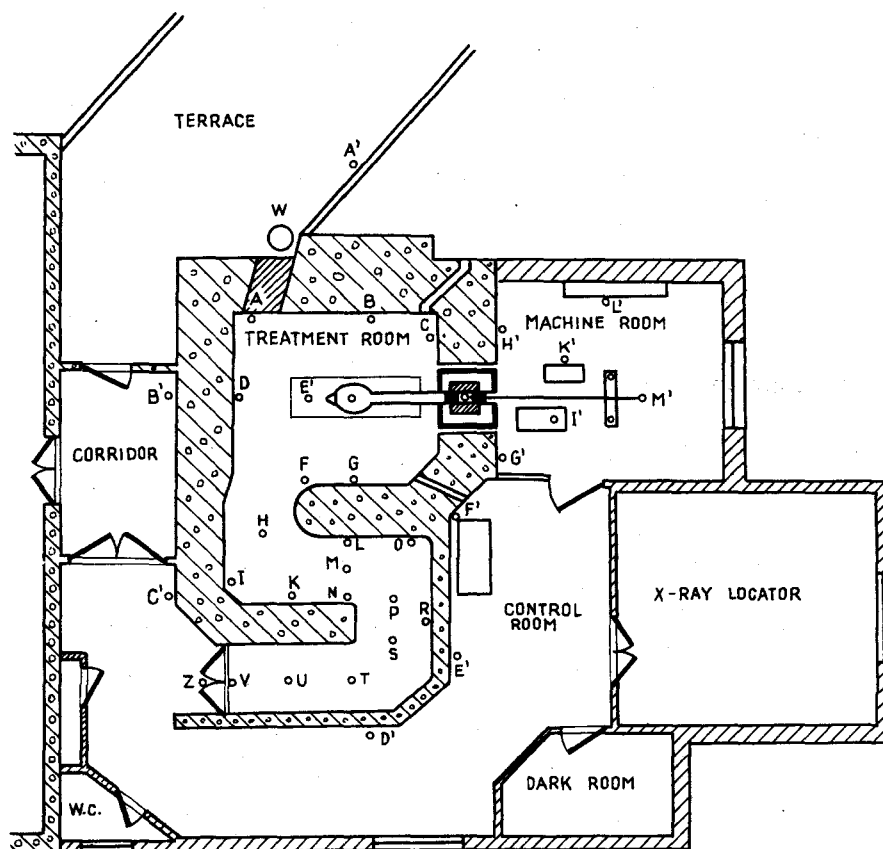 TERRACE
A'
W
A
B
TREATMENT ROOM
C
MACHINE ROOM
L'
H'
K'
B'
D
E'
I'
M'
CORRIDOR
F
G
G'
F'
H
L
O
M
I
K
N
C'
P
R
CONTROL
ROOM
X-RAY LOCATOR
S
E'
Z
V
U
T
D'
DARK ROOM
W.C.